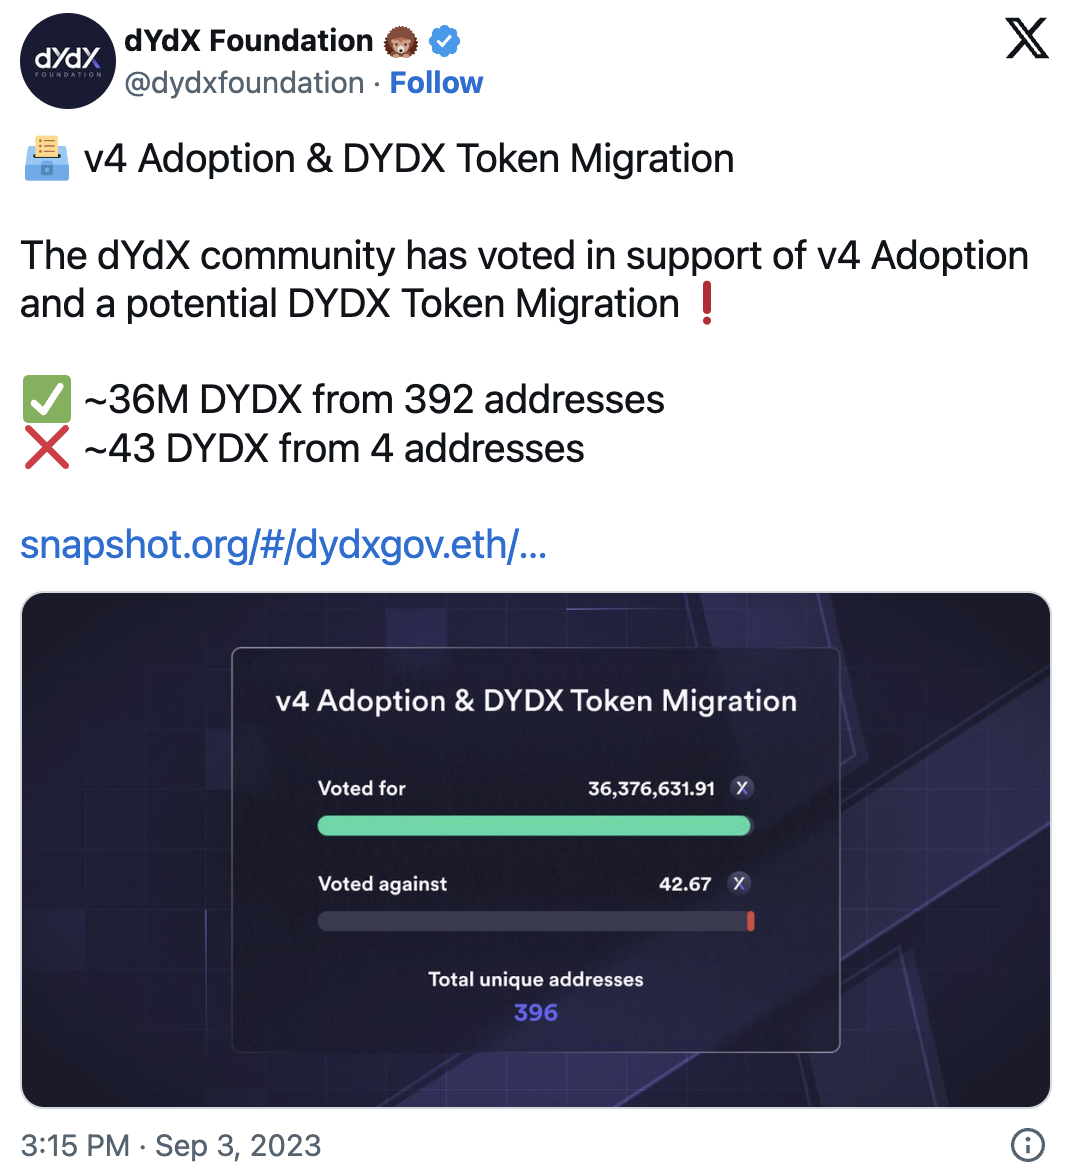 dYdX
FOUNDATION
dYdX Foundation 🦔
@dydxfoundation · Follow
🗳️ v4 Adoption & DYDX Token Migration
The dYdX community has voted in support of v4 Adoption
and a potential DYDX Token Migration❗
✅ ~36M DYDX from 392 addresses
❌ ~43 DYDX from 4 addresses
snapshot.org/#/dydxgov.eth/…
v4 Adoption & DYDX Token Migration
Voted for 36,376,631.91
Voted against 42.67
Total unique addresses
396
3:15 PM · Sep 3, 2023